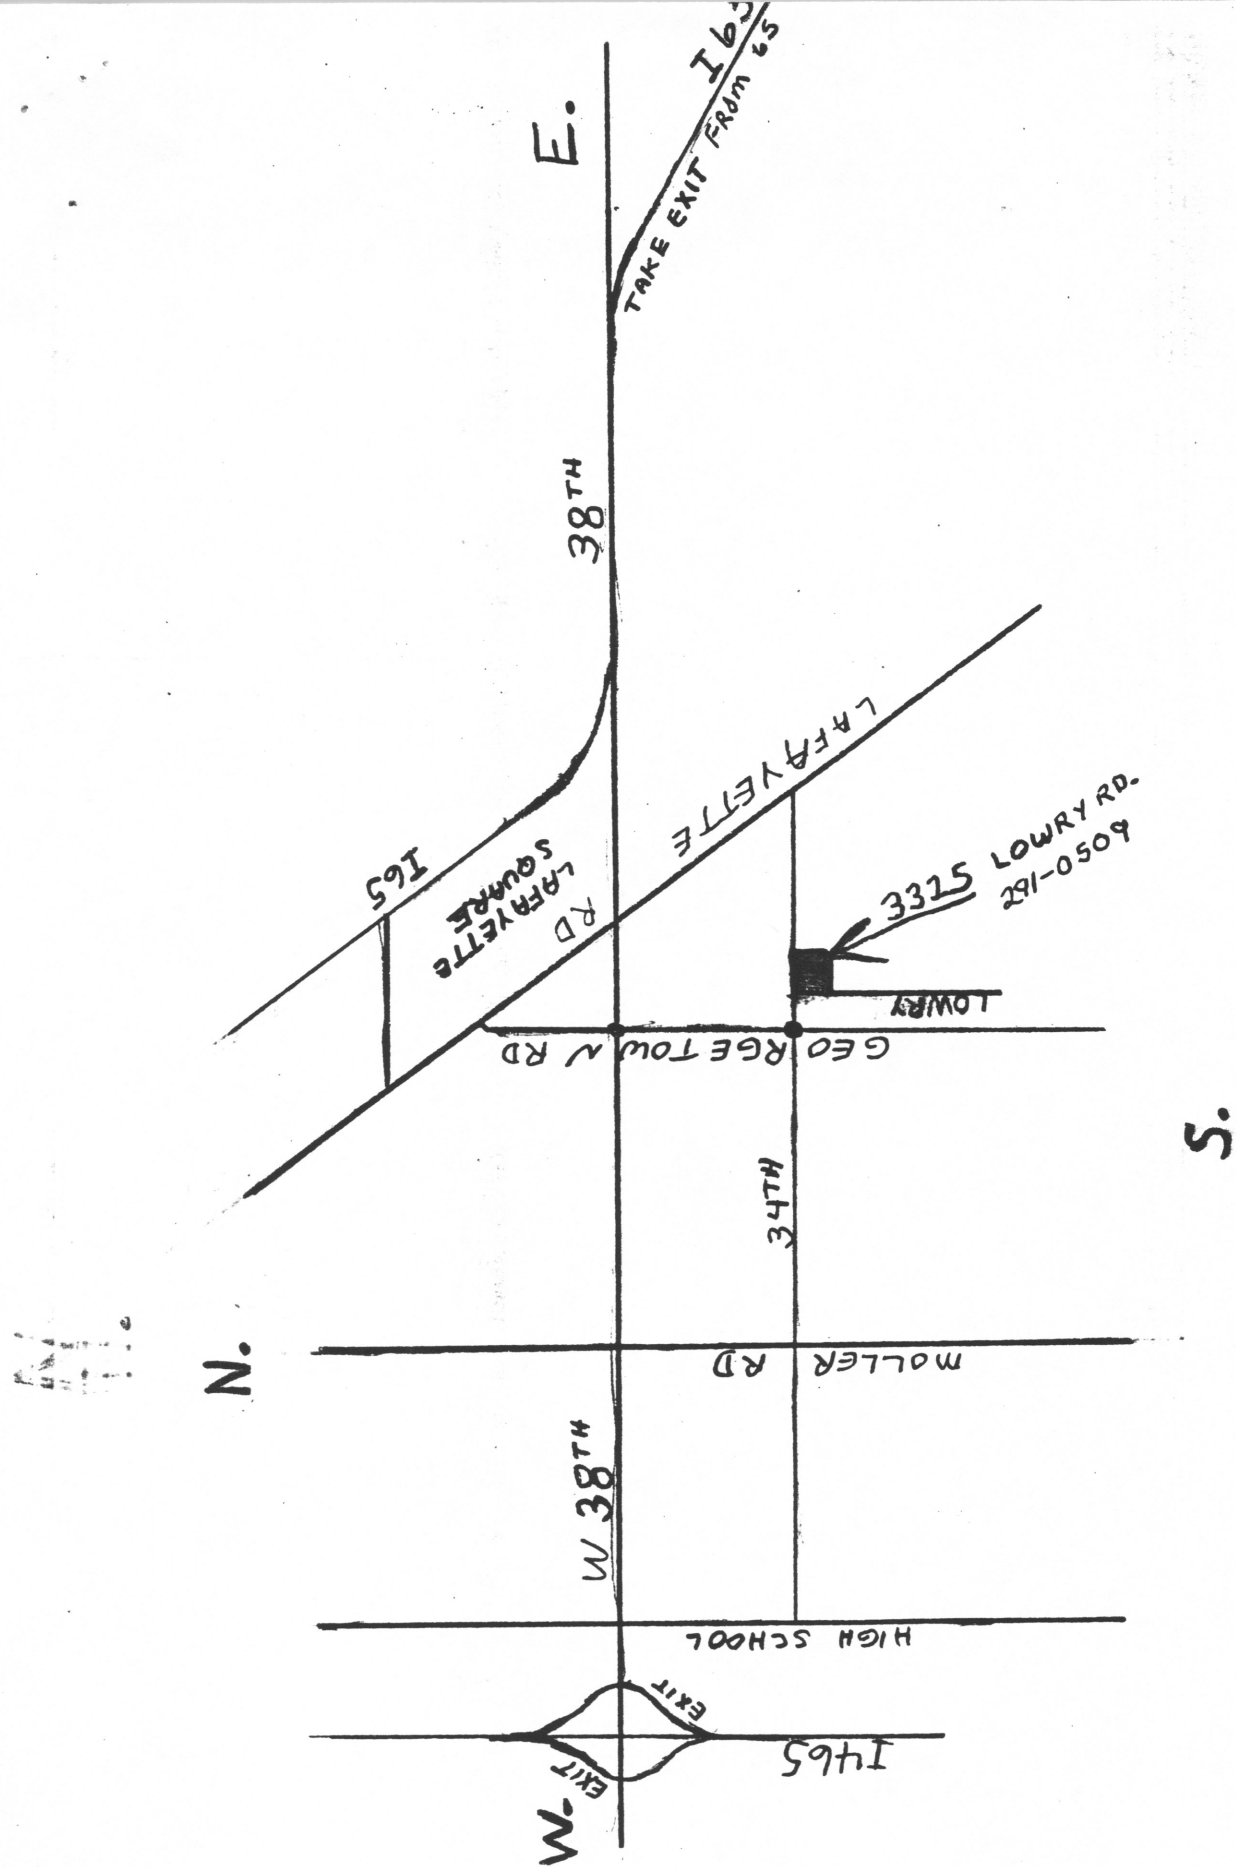 N.
I65
LAFAYETTE
SQUARE
LAFAYETTE RD
W.
EXIT
EXIT
W 38TH
38TH
E.
I 65
TAKE EXIT FROM 65
I465
HIGH SCHOOL
MOLLER RD
34TH
GEORGETOWN RD
LOWRY
3325 LOWRY RD.
291-0509
S.